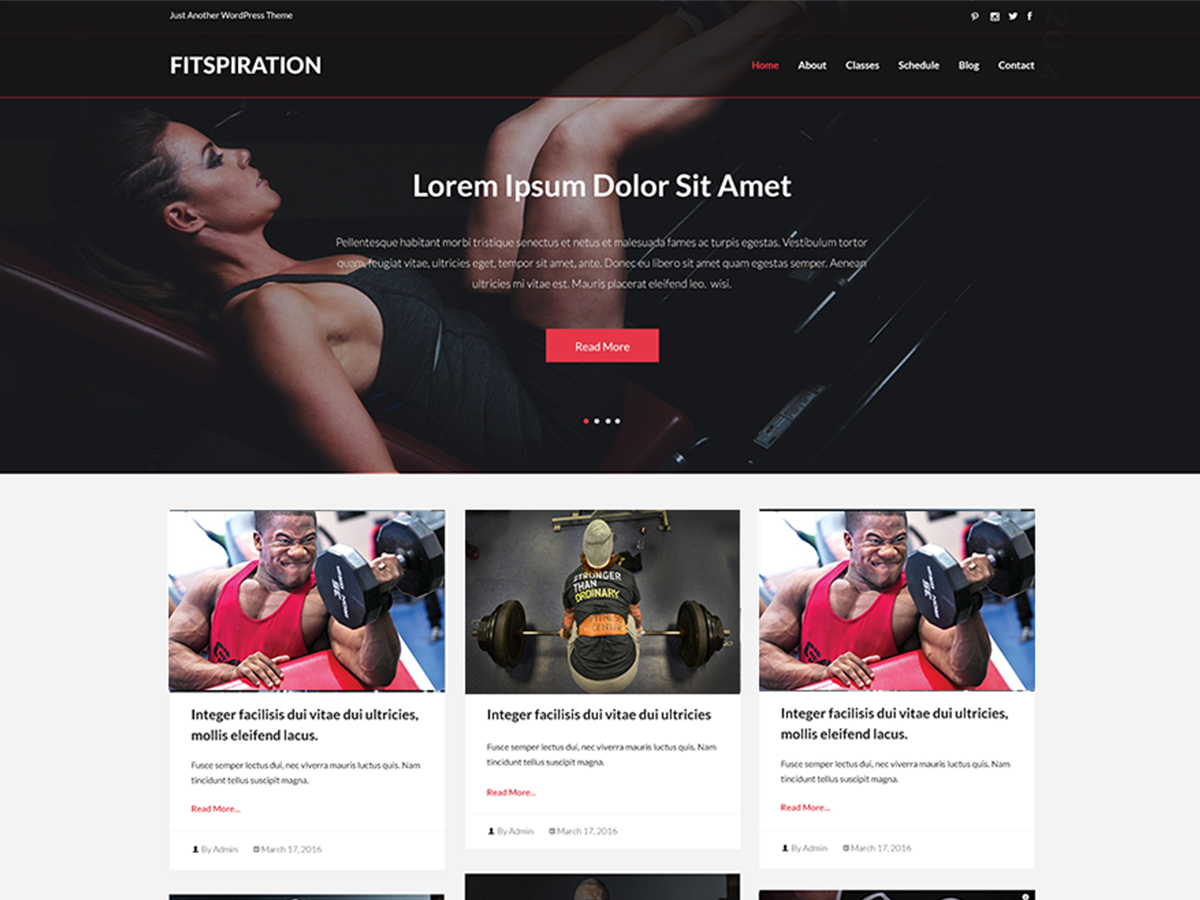 Just Another WordPress Theme
FITSPIRATION
Home About Classes Schedule Blog Contact
Lorem Ipsum Dolor Sit Amet
Pellentesque habitant morbi tristique senectus et netus et malesuada fames ac turpis egestas. Vestibulum tortor
quam, feugiat vitae, ultricies eget, tempor sit amet, ante. Donec eu libero sit amet quam egestas semper. Aenean
ultricies mi vitae est. Mauris placerat eleifend leo. wisi.
Read More
35
STRONGER
THAN
ORDINARY
FITNESS
CENTER
35
Integer facilisis dui vitae dui ultricies,
mollis eleifend lacus.
Fusce semper lectus dui, nec viverra mauris luctus quis. Nam
tincidunt tellus suscipit magna.
Read More...
By Admin March 17, 2016
Integer facilisis dui vitae dui ultricies
Fusce semper lectus dui, nec viverra mauris luctus quis. Nam
tincidunt tellus suscipit magna.
Read More...
By Admin March 17, 2016
Integer facilisis dui vitae dui ultricies,
mollis eleifend lacus.
Fusce semper lectus dui, nec viverra mauris luctus quis. Nam
tincidunt tellus suscipit magna.
Read More...
By Admin March 17, 2016